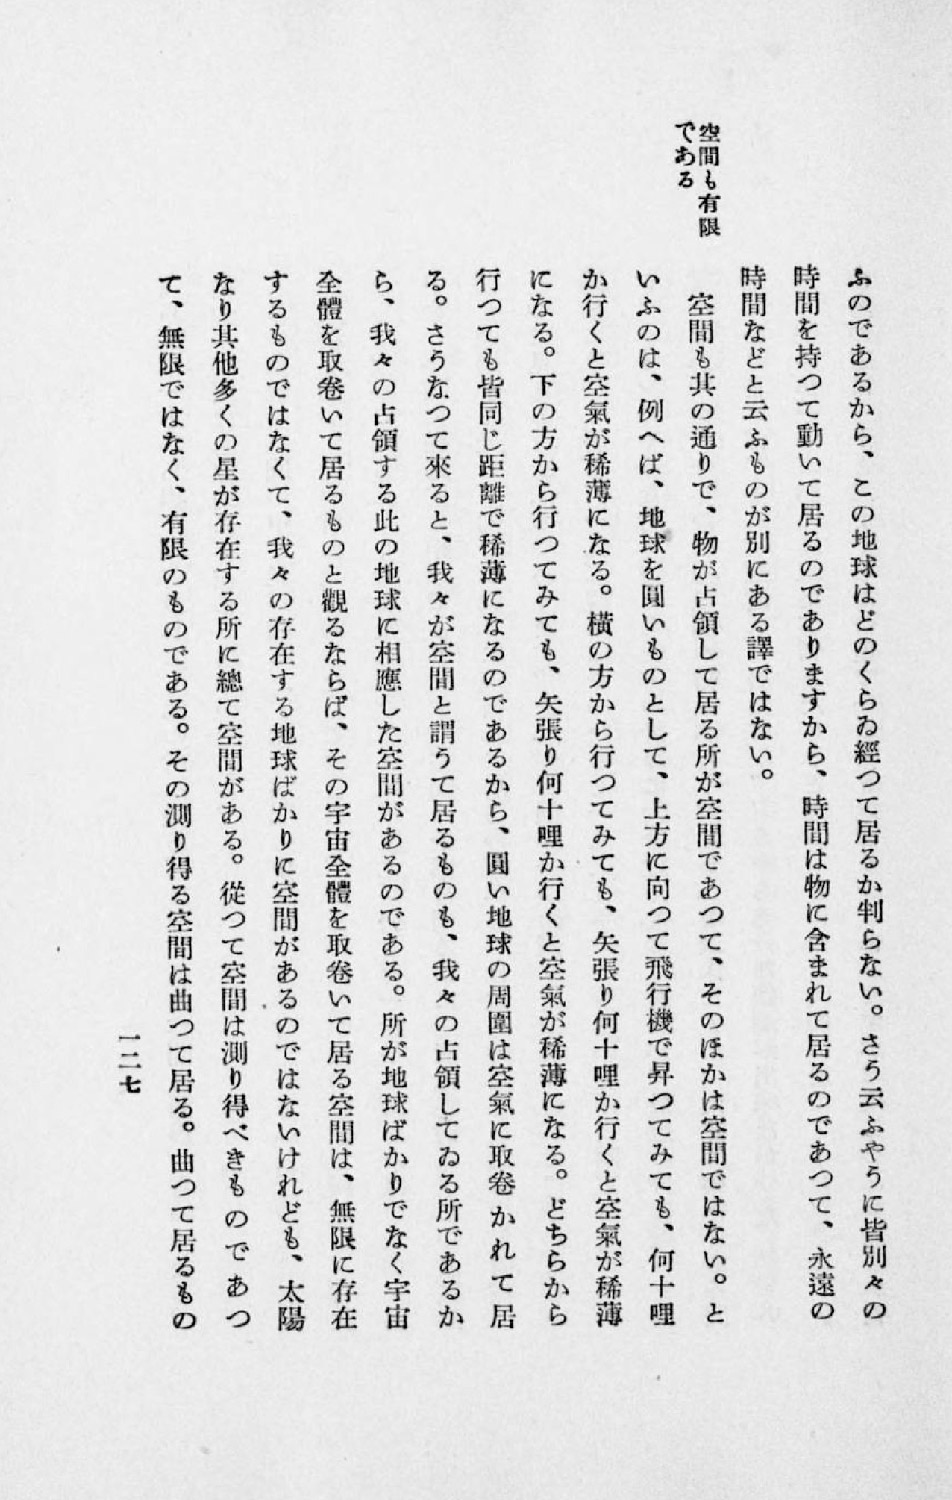 空間も有限
である
ふのであるから、この地球はどのくらゐ經つて居るか判らない。さう云ふやうに皆別々の
時間を持つて動いて居るのでありますから、時間は物に含まれて居るのであつて、永遠の
時間などと云ふものが別にある譯ではない。
空間も其の通りで、物が占領して居る所が空間であつて、そのほかは空間ではない。と
いふのは、例へば、地球を圓いものとして、上方に向つて飛行機で昇つてみても、何十哩
か行くと空氣が稀薄になる。横の方から行つてみても、矢張り何十哩か行くと空氣が稀薄
になる。下の方から行つてみても、矢張り何十哩か行くと空氣が稀薄になる。どちらから
行つても皆同じ距離で稀薄になるのであるから、圓い地球の周圍は空氣に取卷かれて居
る。さうなつて來ると、我々が空間と謂うて居るものも、我々の占領してゐる所であるか
ら、我々の占領する此の地球に相應した空間があるのである。所が地球ばかりでなく宇宙
全體を取卷いて居るものと觀るならば、その宇宙全體を取卷いて居る空間は、無限に存在
するものではなくて、我々の存在する地球ばかりに空間があるのではないけれども、太陽
なり其他多くの星が存在する所に總て空間がある。從つて空間は測り得べきものであつ
て、無限ではなく、有限のものである。その測り得る空間は曲つて居る。曲つて居るもの
一二七